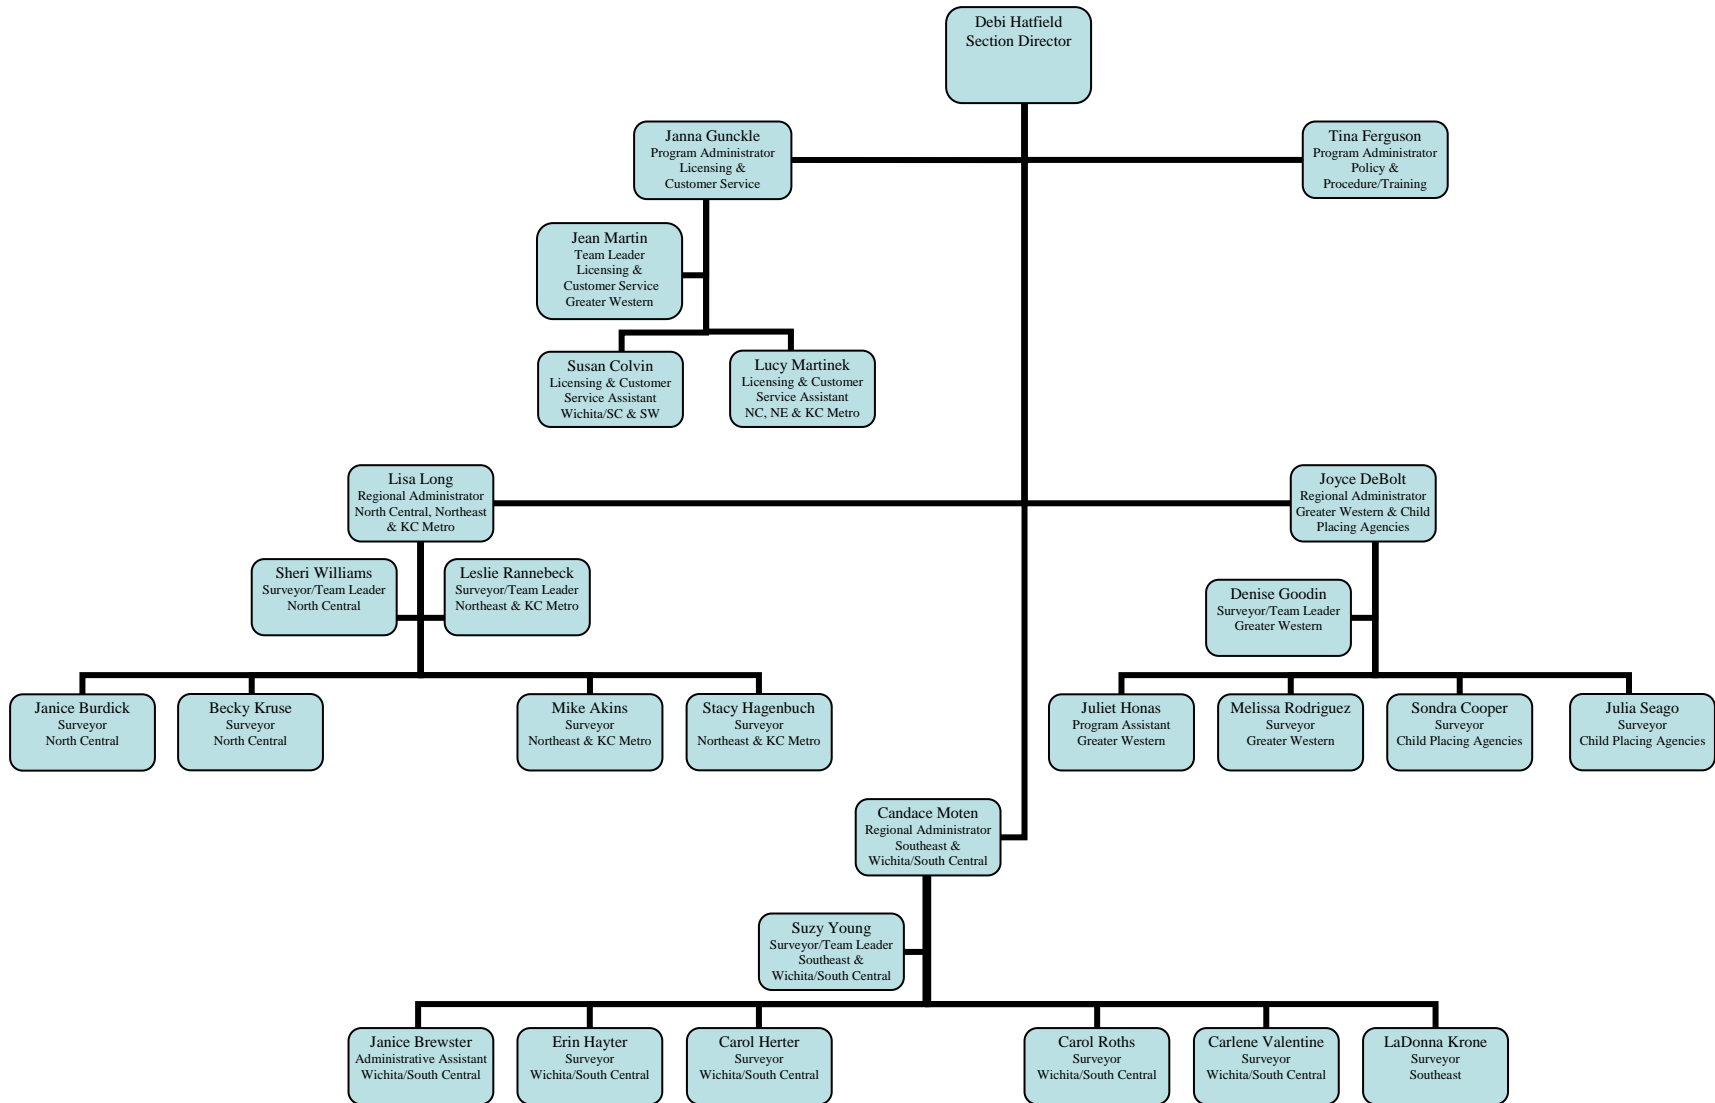 Debi Hatfield
Section Director
Janna Gunckle
Program Administrator
Licensing &
Customer Service
Tina Ferguson
Program Administrator
Policy &
Procedure/Training
Jean Martin
Team Leader
Licensing &
Customer Service
Greater Western
Susan Colvin
Licensing & Customer
Service Assistant
Wichita/SC & SW
Lucy Martinek
Licensing & Customer
Service Assistant
NC, NE & KC Metro
Lisa Long
Regional Administrator
North Central, Northeast
& KC Metro
Joyce DeBolt
Regional Administrator
Greater Western & Child
Placing Agencies
Sheri Williams
Surveyor/Team Leader
North Central
Leslie Rannebeck
Surveyor/Team Leader
Northeast & KC Metro
Denise Goodin
Surveyor/Team Leader
Greater Western
Janice Burdick
Surveyor
North Central
Becky Kruse
Surveyor
North Central
Mike Akins
Surveyor
Northeast & KC Metro
Stacy Hagenbuch
Surveyor
Northeast & KC Metro
Juliet Honas
Program Assistant
Greater Western
Melissa Rodriguez
Surveyor
Greater Western
Sondra Cooper
Surveyor
Child Placing Agencies
Julia Seago
Surveyor
Child Placing Agencies
Candace Moten
Regional Administrator
Southeast &
Wichita/South Central
Suzy Young
Surveyor/Team Leader
Southeast &
Wichita/South Central
Janice Brewster
Administrative Assistant
Wichita/South Central
Erin Hayter
Surveyor
Wichita/South Central
Carol Herter
Surveyor
Wichita/South Central
Carol Roths
Surveyor
Wichita/South Central
Carlene Valentine
Surveyor
Wichita/South Central
LaDonna Krone
Surveyor
Southeast